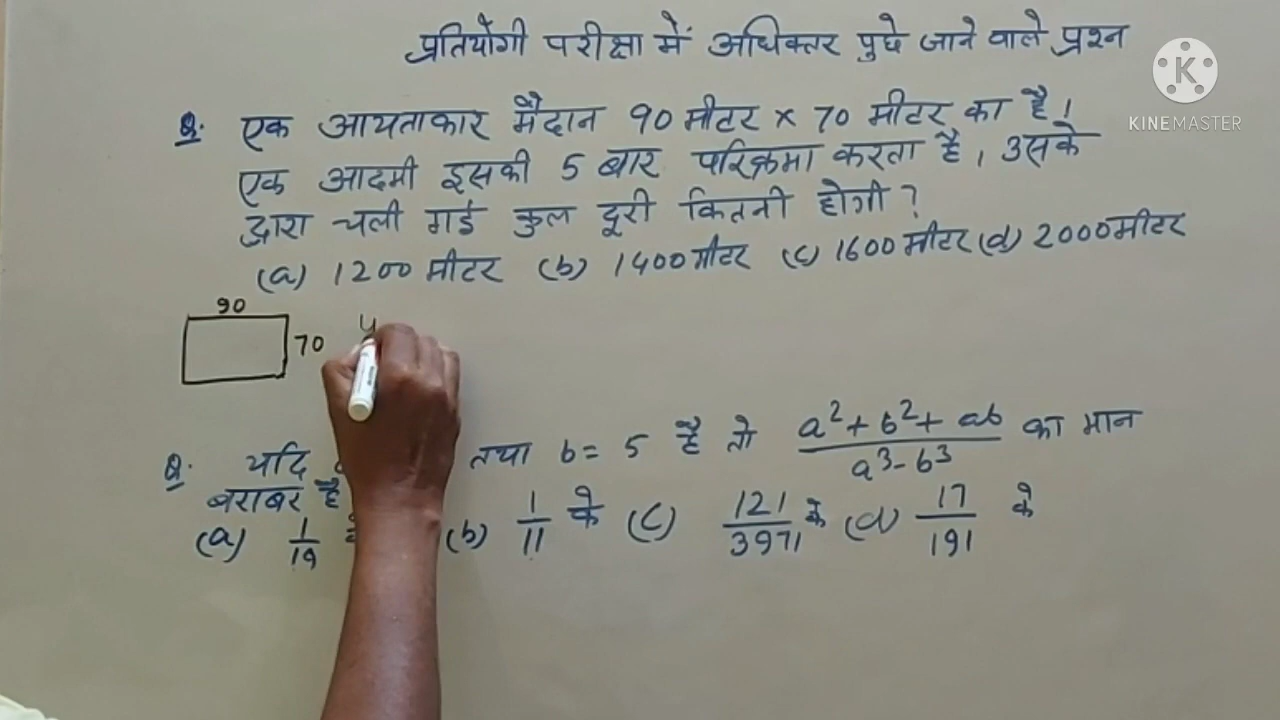 प्रतियोगी परीक्षा में अधिक्तर पुछे जाने वाले प्रश्न
K
KINEMASTER
Q. एक आयताकार मैदान 90 मीटर × 70 मीटर का है।
एक आदमी इसकी 5 बार परिक्रमा करता है, उसके
द्वारा चली गई कुल दूरी कितनी होगी?
(a) 1200 मीटर (b) 1400 मीटर (c) 1600 मीटर (d) 2000 मीटर
90
70
Q. यदि तथा b = 5 है तो (a² + b² + ab)/(a³ - b³) का मान
बराबर है
(a) 1/19 (b) 1/11 के (c) 121/3971 के (d) 17/191 के